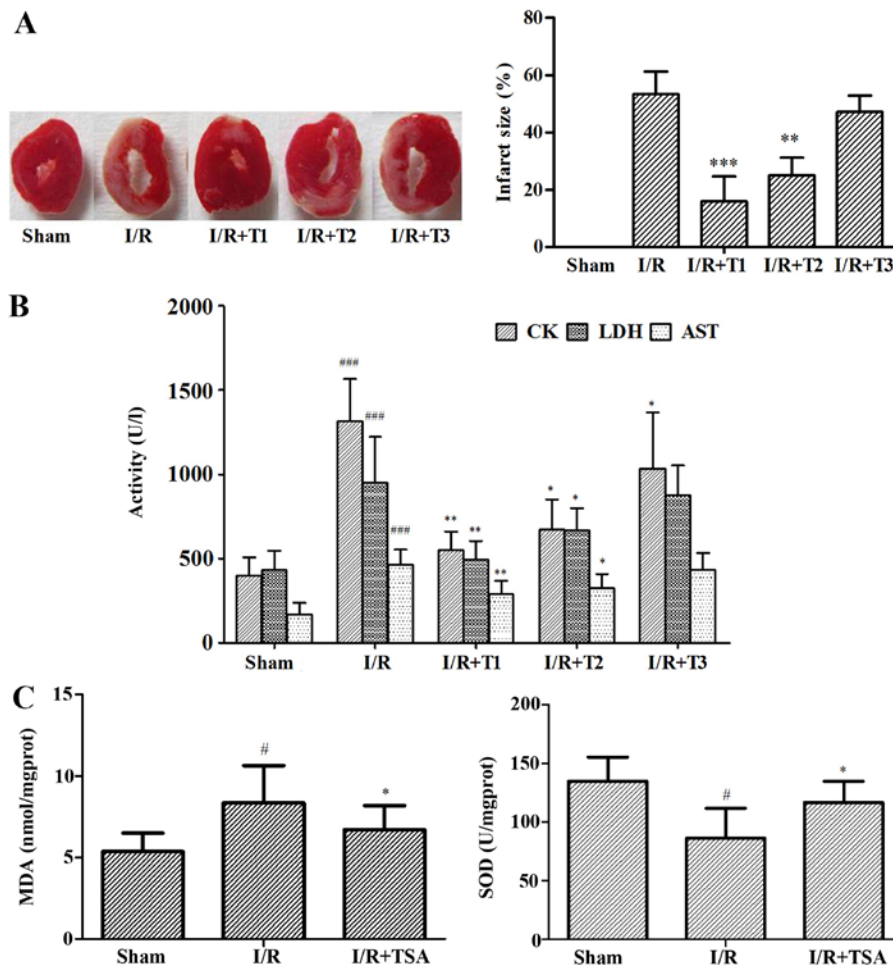 A
Sham I/R I/R+T1 I/R+T2 I/R+T3
Infarct size (%)
80
60
40
20
0
*** **
Sham I/R I/R+T1 I/R+T2 I/R+T3
B
Activity (U/l)
2000
1500
1000
500
0
CK LDH AST
### ### ### ** ** ** * * * *
Sham I/R I/R+T1 I/R+T2 I/R+T3
C
MDA (nmol/mgprot)
15
10
5
0
# *
Sham I/R I/R+TSA
SOD (U/mgprot)
200
150
100
50
0
# *
Sham I/R I/R+TSA